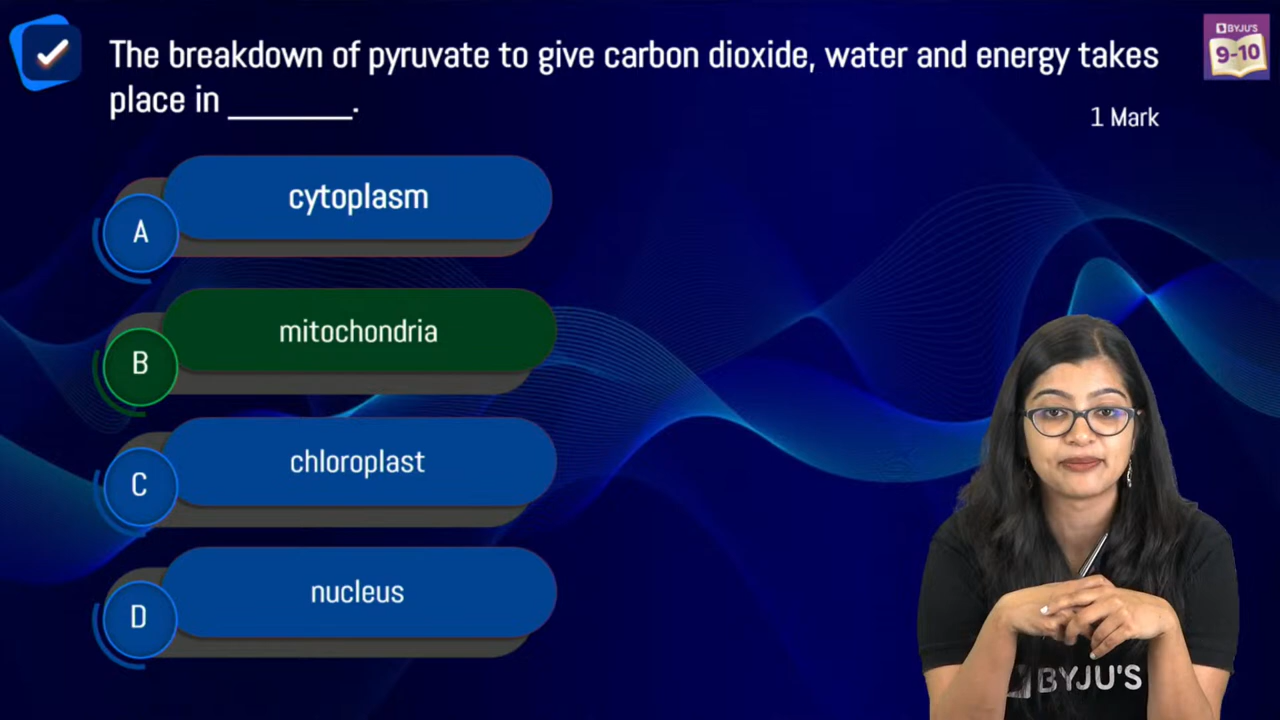 The breakdown of pyruvate to give carbon dioxide, water and energy takes
place in ________.
1 Mark
BYJU'S
9-10
A
cytoplasm
B
mitochondria
C
chloroplast
D
nucleus
BYJU'S